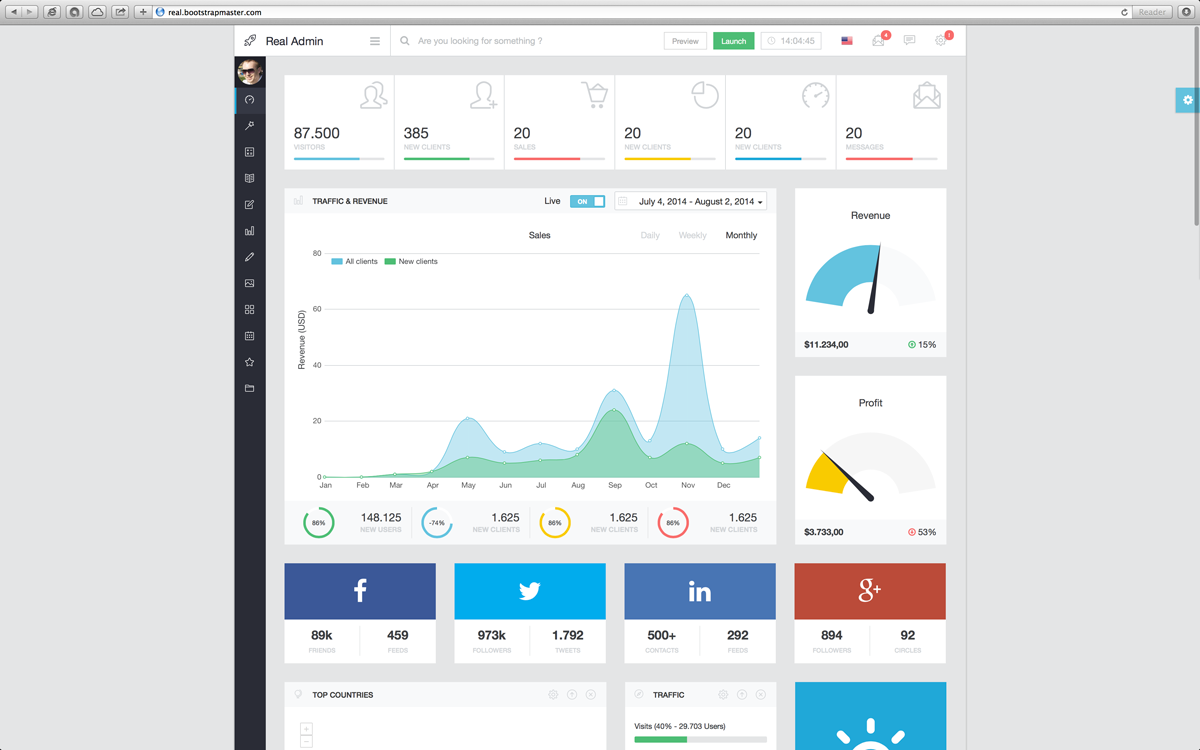 real.bootstrapmaster.com
Reader
Real Admin
Are you looking for something ?
Preview
Launch
14:04:45
4
1
87.500
VISITORS
385
NEW CLIENTS
20
SALES
20
NEW CLIENTS
20
NEW CLIENTS
20
MESSAGES
TRAFFIC & REVENUE
Live
ON
July 4, 2014 - August 2, 2014
Sales
Daily
Weekly
Monthly
All clients
New clients
Revenue (USD)
80
60
40
20
0
Jan Feb Mar Apr May Jun Jul Aug Sep Oct Nov Dec
86%
148.125
NEW USERS
-74%
1.625
NEW CLIENTS
86%
1.625
NEW CLIENTS
86%
1.625
NEW CLIENTS
Revenue
$11.234,00
15%
Profit
$3.733,00
53%
f
89k
FRIENDS
459
FEEDS
973k
FOLLOWERS
1.792
TWEETS
in
500+
CONTACTS
292
FEEDS
g+
894
FOLLOWERS
92
CIRCLES
TOP COUNTRIES
+
−
TRAFFIC
Visits (40% - 29.703 Users)